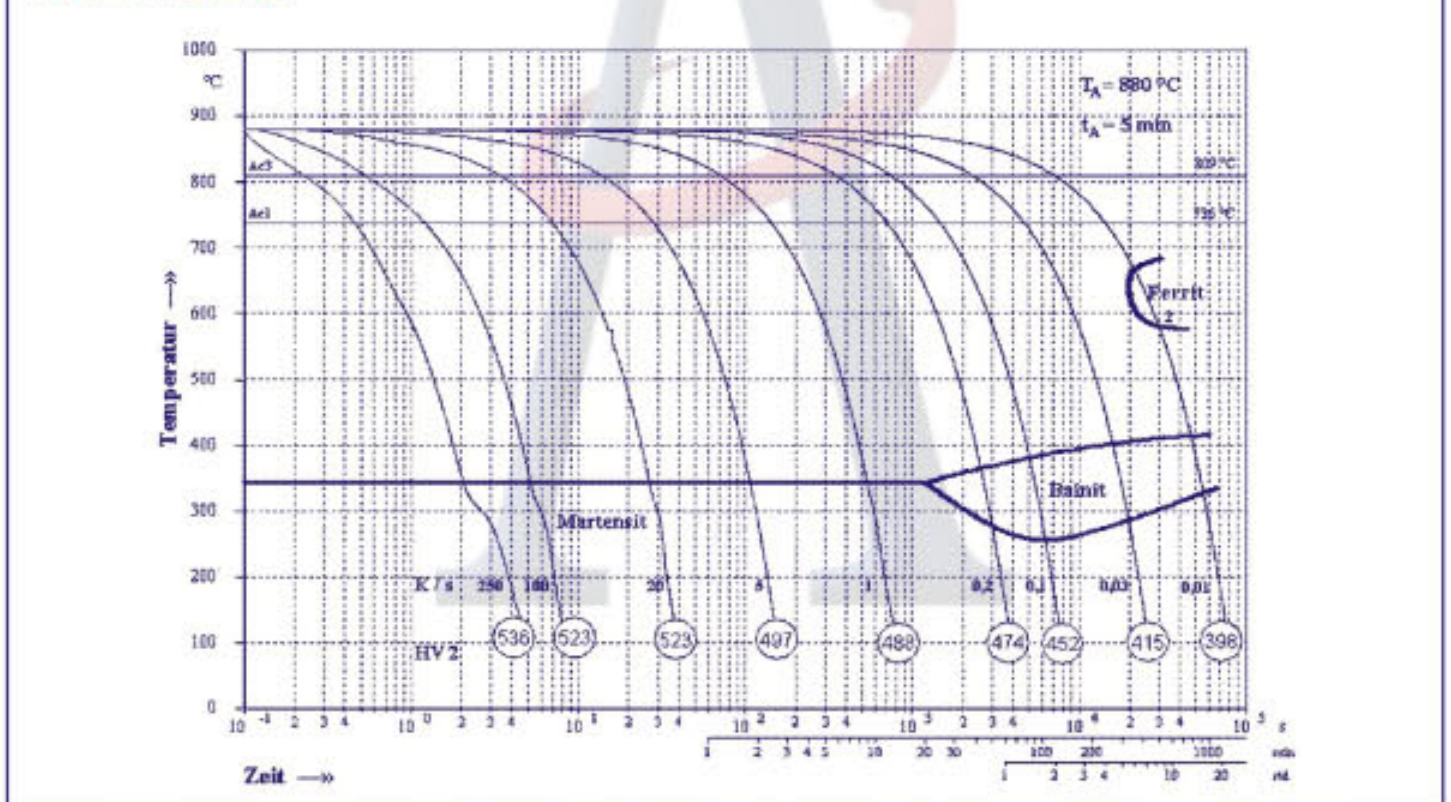 1000
°C
T_A = 880 °C
900
t_A = 5 min
Ac3
809 °C
800
Ac1
700
Ferrit
600
2
500
Temperatur —»
400
Bainit
300
Martensit
200
K / s 250 100 20 5 1 0,2 0,1 0,03 0,01
536 523 523 497 488 474 452 415 398
100
HV 2
0
10 -1 2 3 4 10 0 2 3 4 10 1 2 3 4 10 2 2 3 4 10 3 2 3 4 10 4 2 3 4 10 5 s
1 2 3 4 5 10 20 30 100 200 1000 min
1 2 3 4 10 20 std.
Zeit —»